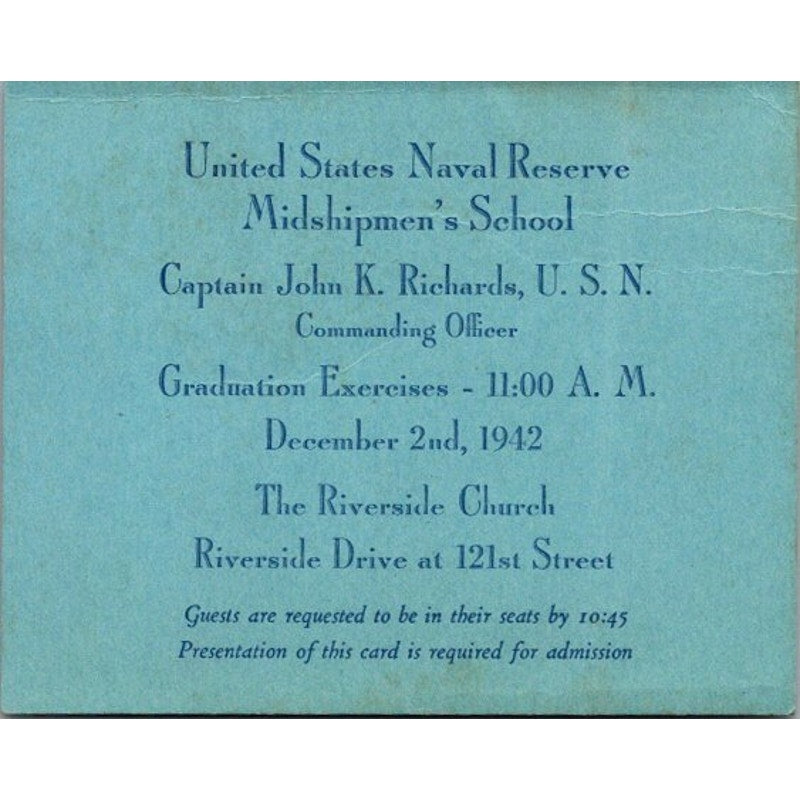 United States Naval Reserve
Midshipmen's School
Captain John K. Richards, U. S. N.
Commanding Officer
Graduation Exercises - 11:00 A. M.
December 2nd, 1942
The Riverside Church
Riverside Drive at 121st Street
Guests are requested to be in their seats by 10:45
Presentation of this card is required for admission